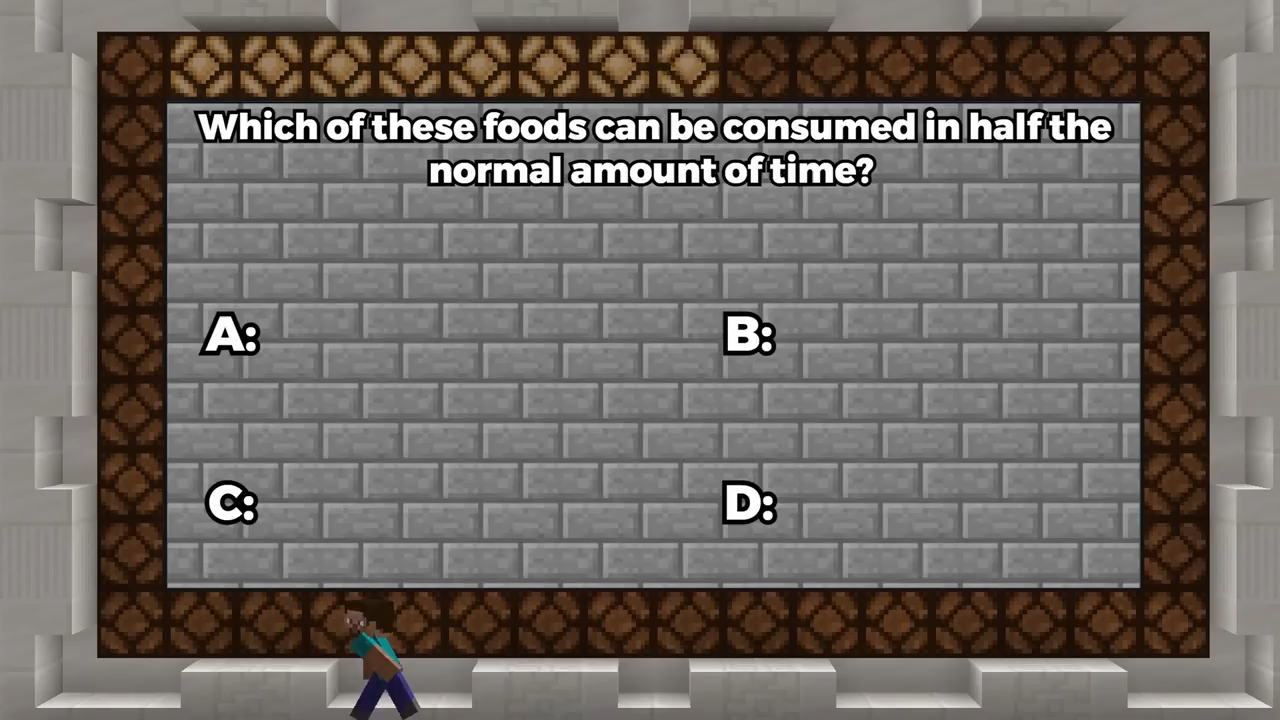 Which of these foods can be consumed in half the
normal amount of time?
A:
B:
C:
D: